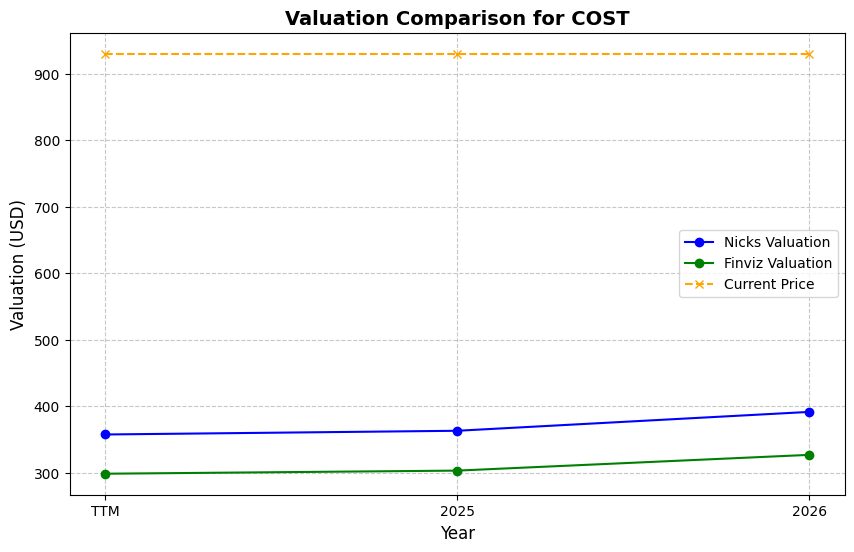 Valuation Comparison for COST
Valuation (USD)
900
800
700
600
500
400
300
Nicks Valuation
Finviz Valuation
Current Price
TTM
2025
2026
Year